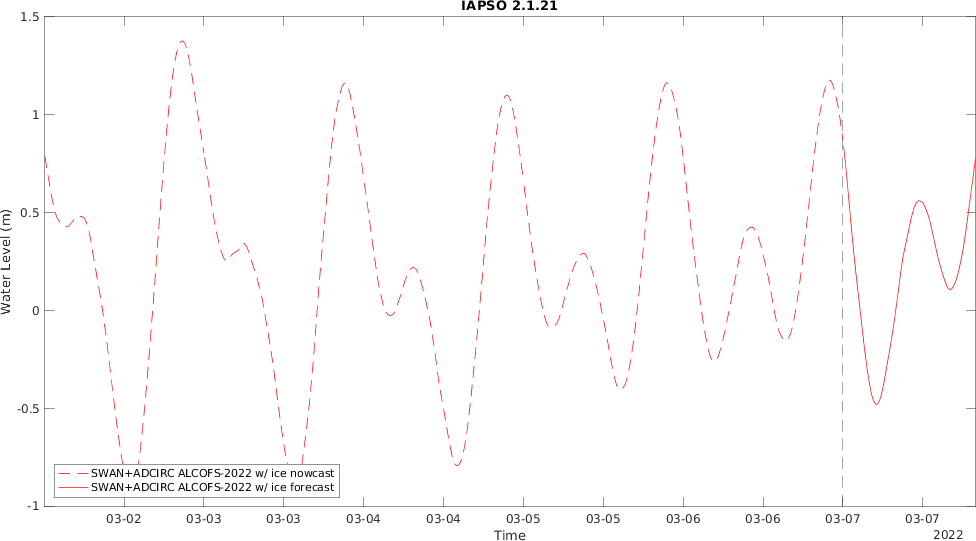 IAPSO 2.1.21
1.5
1
0.5
0
-0.5
-1
Water Level (m)
SWAN+ADCIRC ALCOFS-2022 w/ ice nowcast
SWAN+ADCIRC ALCOFS-2022 w/ ice forecast
03-02 03-03 03-03 03-04 03-04 03-05 03-05 03-06 03-06 03-07 03-07
Time
2022